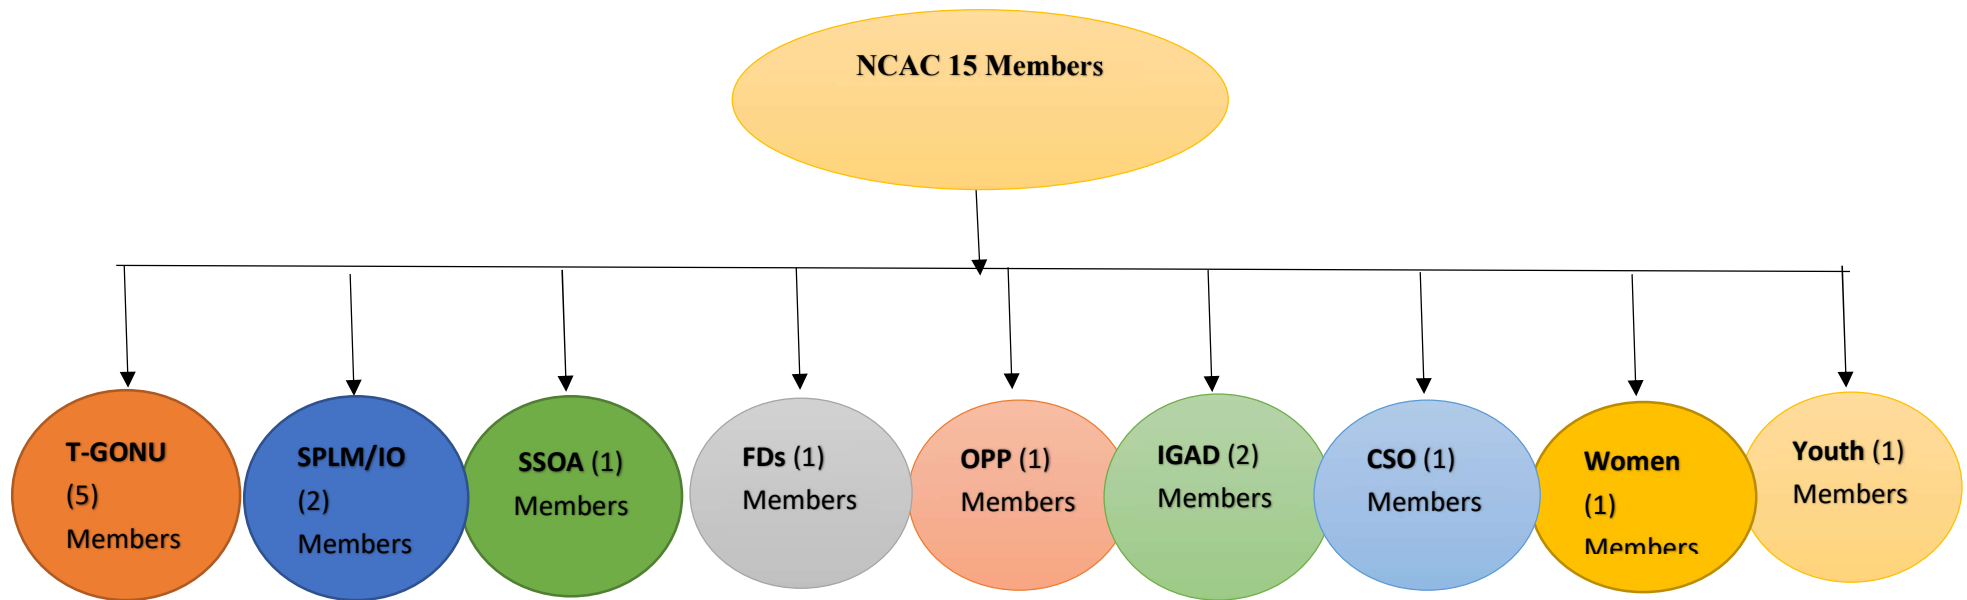 NCAC 15 Members
T-GONU
(5)
Members
SPLM/IO
(2)
Members
SSOA (1)
Members
FDs (1)
Members
OPP (1)
Members
IGAD (2)
Members
CSO (1)
Members
Women
(1)
Members
Youth (1)
Members